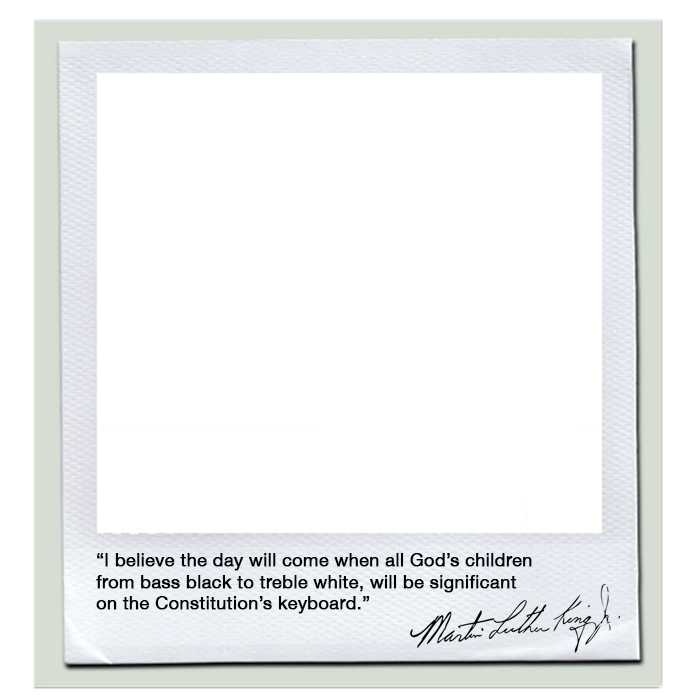 “I believe the day will come when all God’s children
from bass black to treble white, will be significant
on the Constitution’s keyboard.”
Martin Luther King Jr.